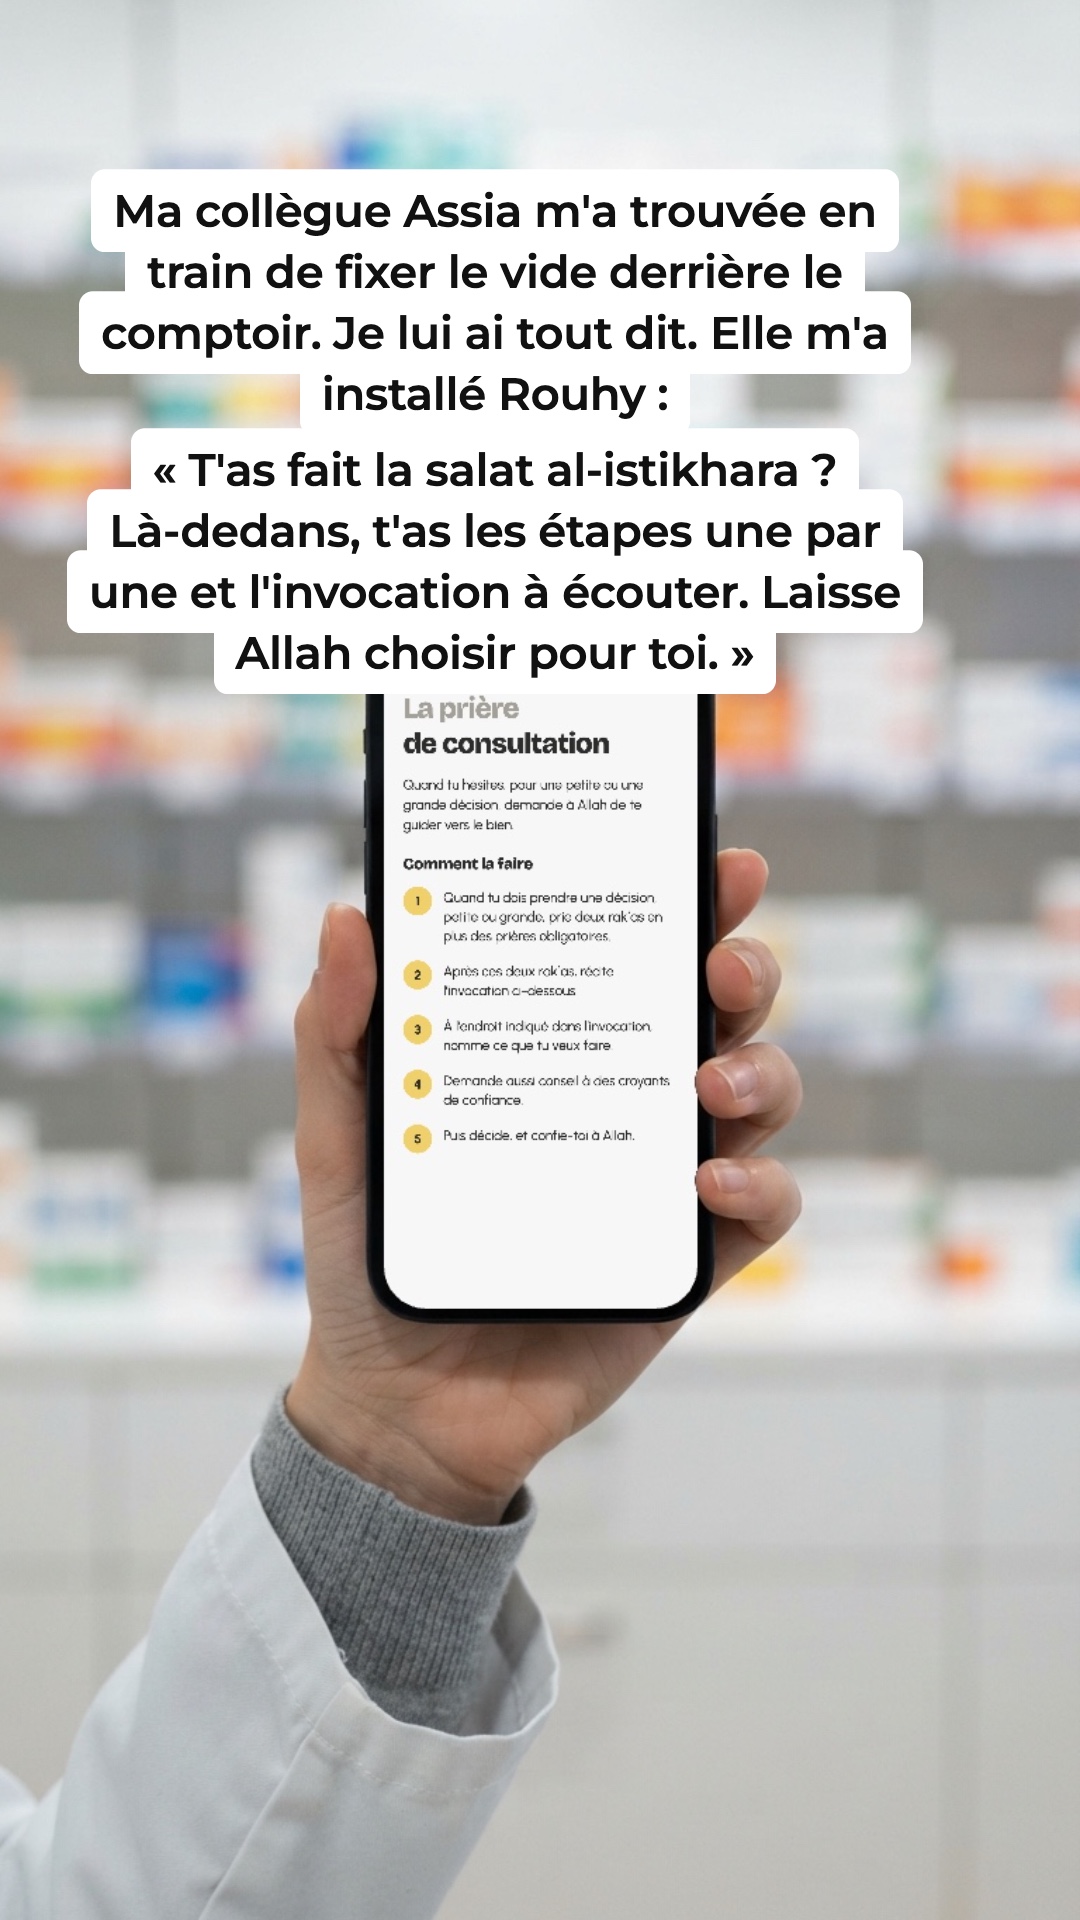 Ma collègue Assia m'a trouvée en
train de fixer le vide derrière le
comptoir. Je lui ai tout dit. Elle m'a
installé Rouhy :
« T'as fait la salat al-istikhara ?
Là-dedans, t'as les étapes une par
une et l'invocation à écouter. Laisse
Allah choisir pour toi. »
La prière
de consultation
Quand tu hesites, pour une petite ou une
grande décision, demande à Allah de te
guider vers le bien.
Comment la faire
1 Quand tu dois prendre une décision,
petite ou grande, prie deux rak'as en
plus des prières obligatoires.
2 Après ces deux rak'as, récite
l'invocation ci-dessous
3 À l'endroit indiqué dans l'invocation,
nomme ce que tu veux faire.
4 Demande aussi conseil à des croyants
de confiance.
5 Puis décide, et confie-toi à Allah.